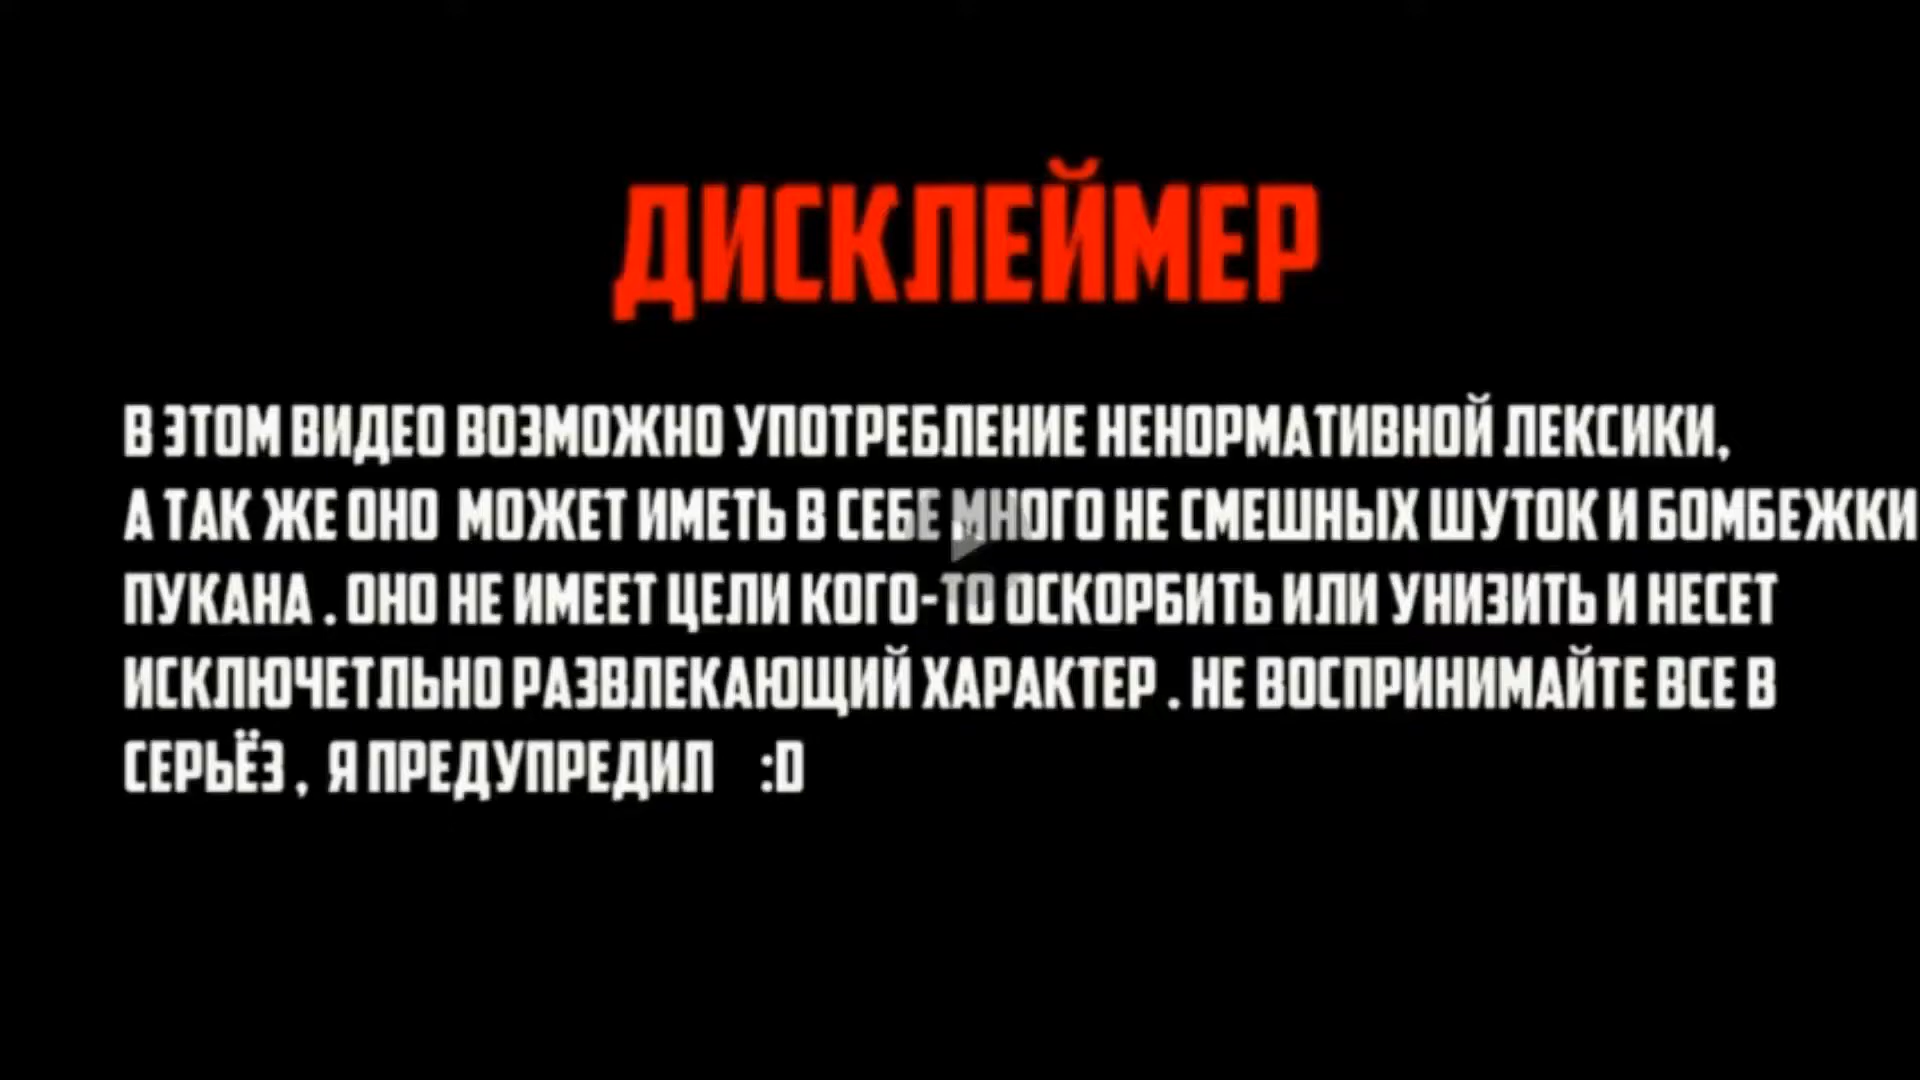 ДИСКЛЕЙМЕР
В ЭТОМ ВИДЕО ВОЗМОЖНО УПОТРЕБЛЕНИЕ НЕНОРМАТИВНОЙ ЛЕКСИКИ,
А ТАК ЖЕ ОНО МОЖЕТ ИМЕТЬ В СЕБЕ МНОГО НЕ СМЕШНЫХ ШУТОК И БОМБЕЖКИ
ПУКАНА . ОНО НЕ ИМЕЕТ ЦЕЛИ КОГО-ТО ОСКОРБИТЬ ИЛИ УНИЗИТЬ И НЕСЕТ
ИСКЛЮЧЕТЛЬНО РАЗВЛЕКАЮЩИЙ ХАРАКТЕР . НЕ ВОСПРИНИМАЙТЕ ВСЕ В
СЕРЬЁЗ , Я ПРЕДУПРЕДИЛ :D